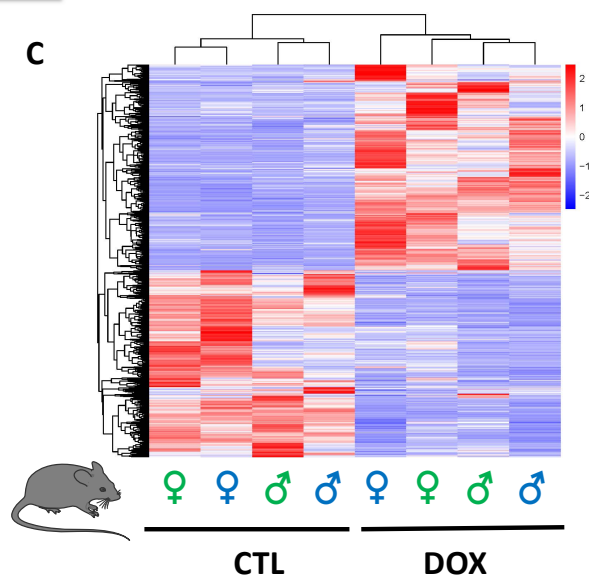 C
2
1
0
−1
−2
♀ ♀ ♂ ♂ ♀ ♀ ♂ ♂
CTL DOX